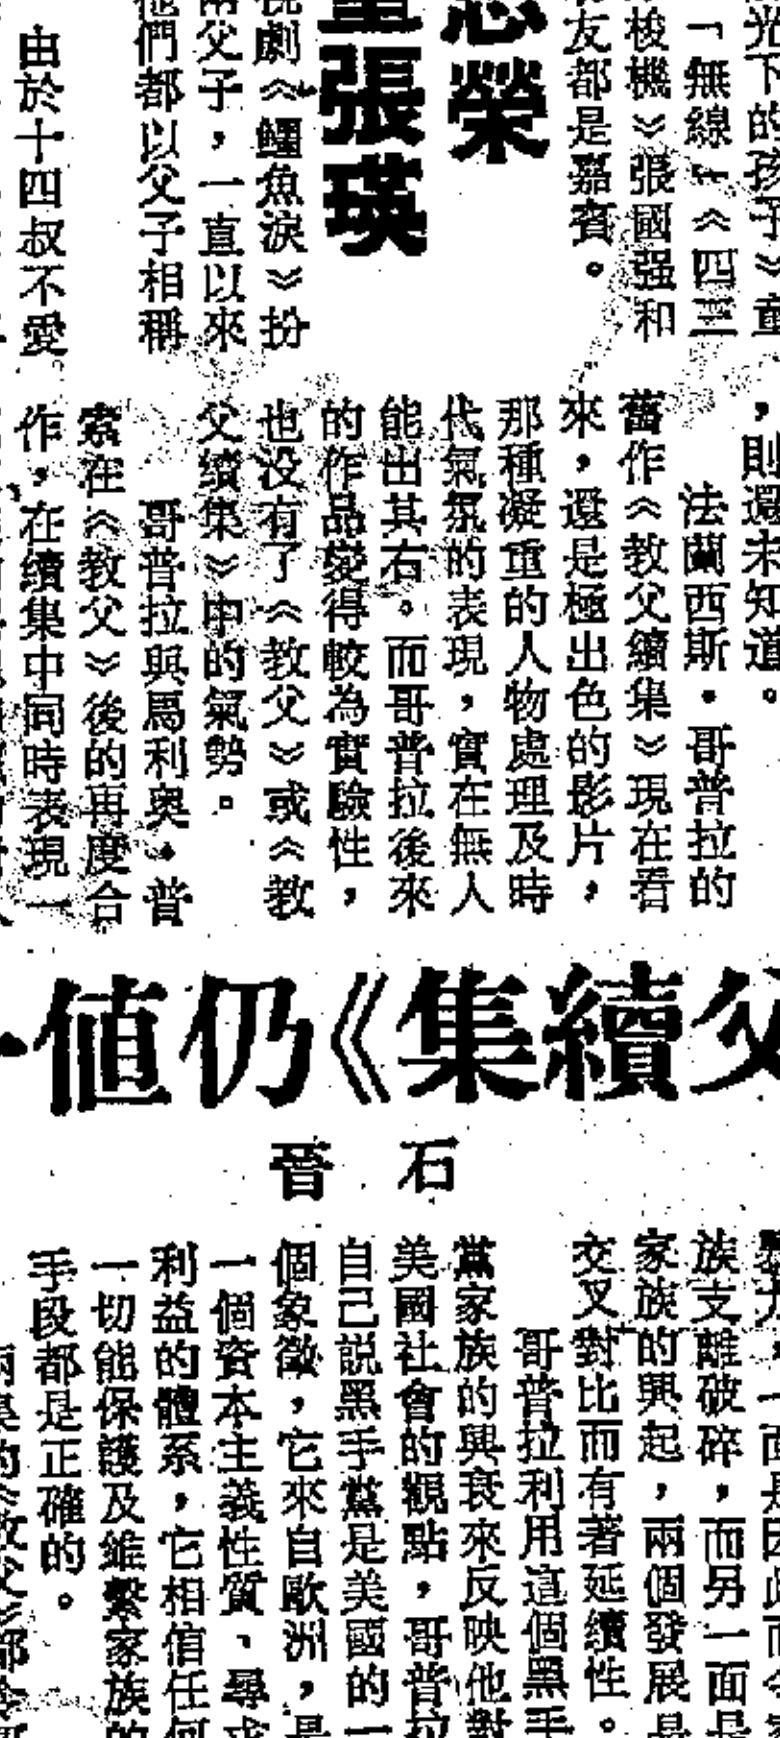 光下的孩子》童
「無線」《四三
梭機》張國强和
友都是嘉賓。
榮
張瑛
視劇《鱷魚淚》扮
兩父子，一直以來
他們都以父子相稱
由於十四叔不愛
，則還未知道。
法蘭西斯・哥普拉的
舊作《教父續集》現在看
來，還是極出色的影片，
那種凝重的人物處理及時
代氣氛的表現，實在無人
能出其右。而哥普拉後來
的作品變得較為實驗性，
也没有了《教父》或《教
父續集》中的氣勢。
哥普拉與馬利奥・普
索在《教父》後的再度合
作，在續集中同時表現一
父續集》仍值
石晉
族支離破碎，而另一面是
家族的興起，兩個發展是
交叉對比而有著延續性。
哥普拉利用這個黑手
黨家族的興衰來反映他對
美國社會的觀點，哥普拉
自己説黑手黨是美國的一
個象徵，它來自歐洲，是
一個資本主義性質、尋求
利益的體系，它相信任何
一切能保護及維繫家族的
手段都是正確的。